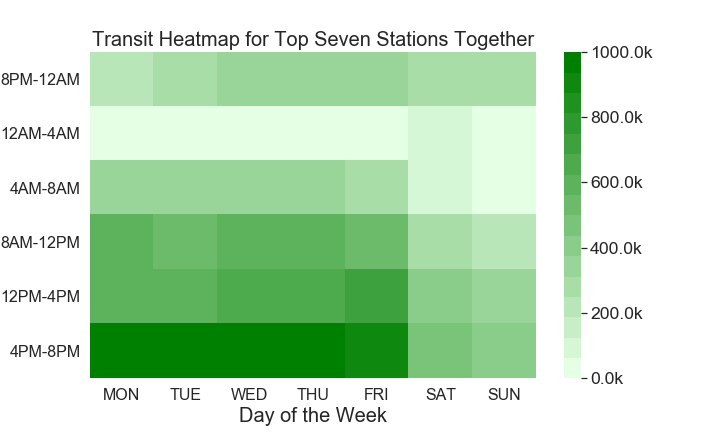 Transit Heatmap for Top Seven Stations Together
8PM-12AM
12AM-4AM
4AM-8AM
8AM-12PM
12PM-4PM
4PM-8PM
MON TUE WED THU FRI SAT SUN
Day of the Week
1000.0k
800.0k
600.0k
400.0k
200.0k
0.0k